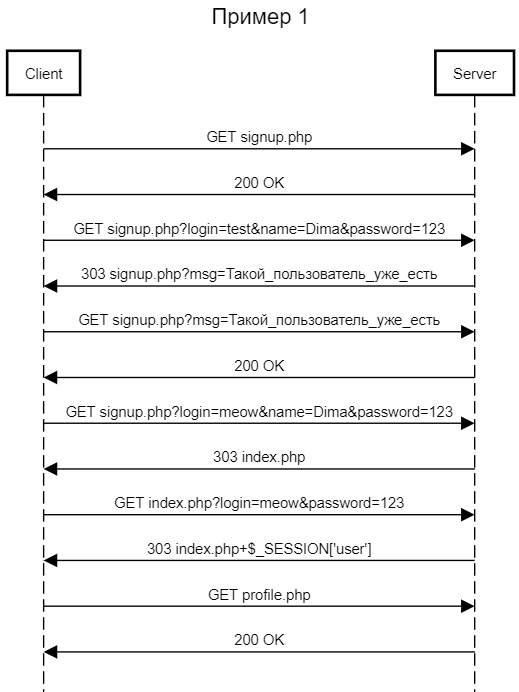 Пример 1
Client Server
GET signup.php
200 OK
GET signup.php?login=test&name=Dima&password=123
303 signup.php?msg=Такой_пользователь_уже_есть
GET signup.php?msg=Такой_пользователь_уже_есть
200 OK
GET signup.php?login=meow&name=Dima&password=123
303 index.php
GET index.php?login=meow&password=123
303 index.php+$_SESSION['user']
GET profile.php
200 OK